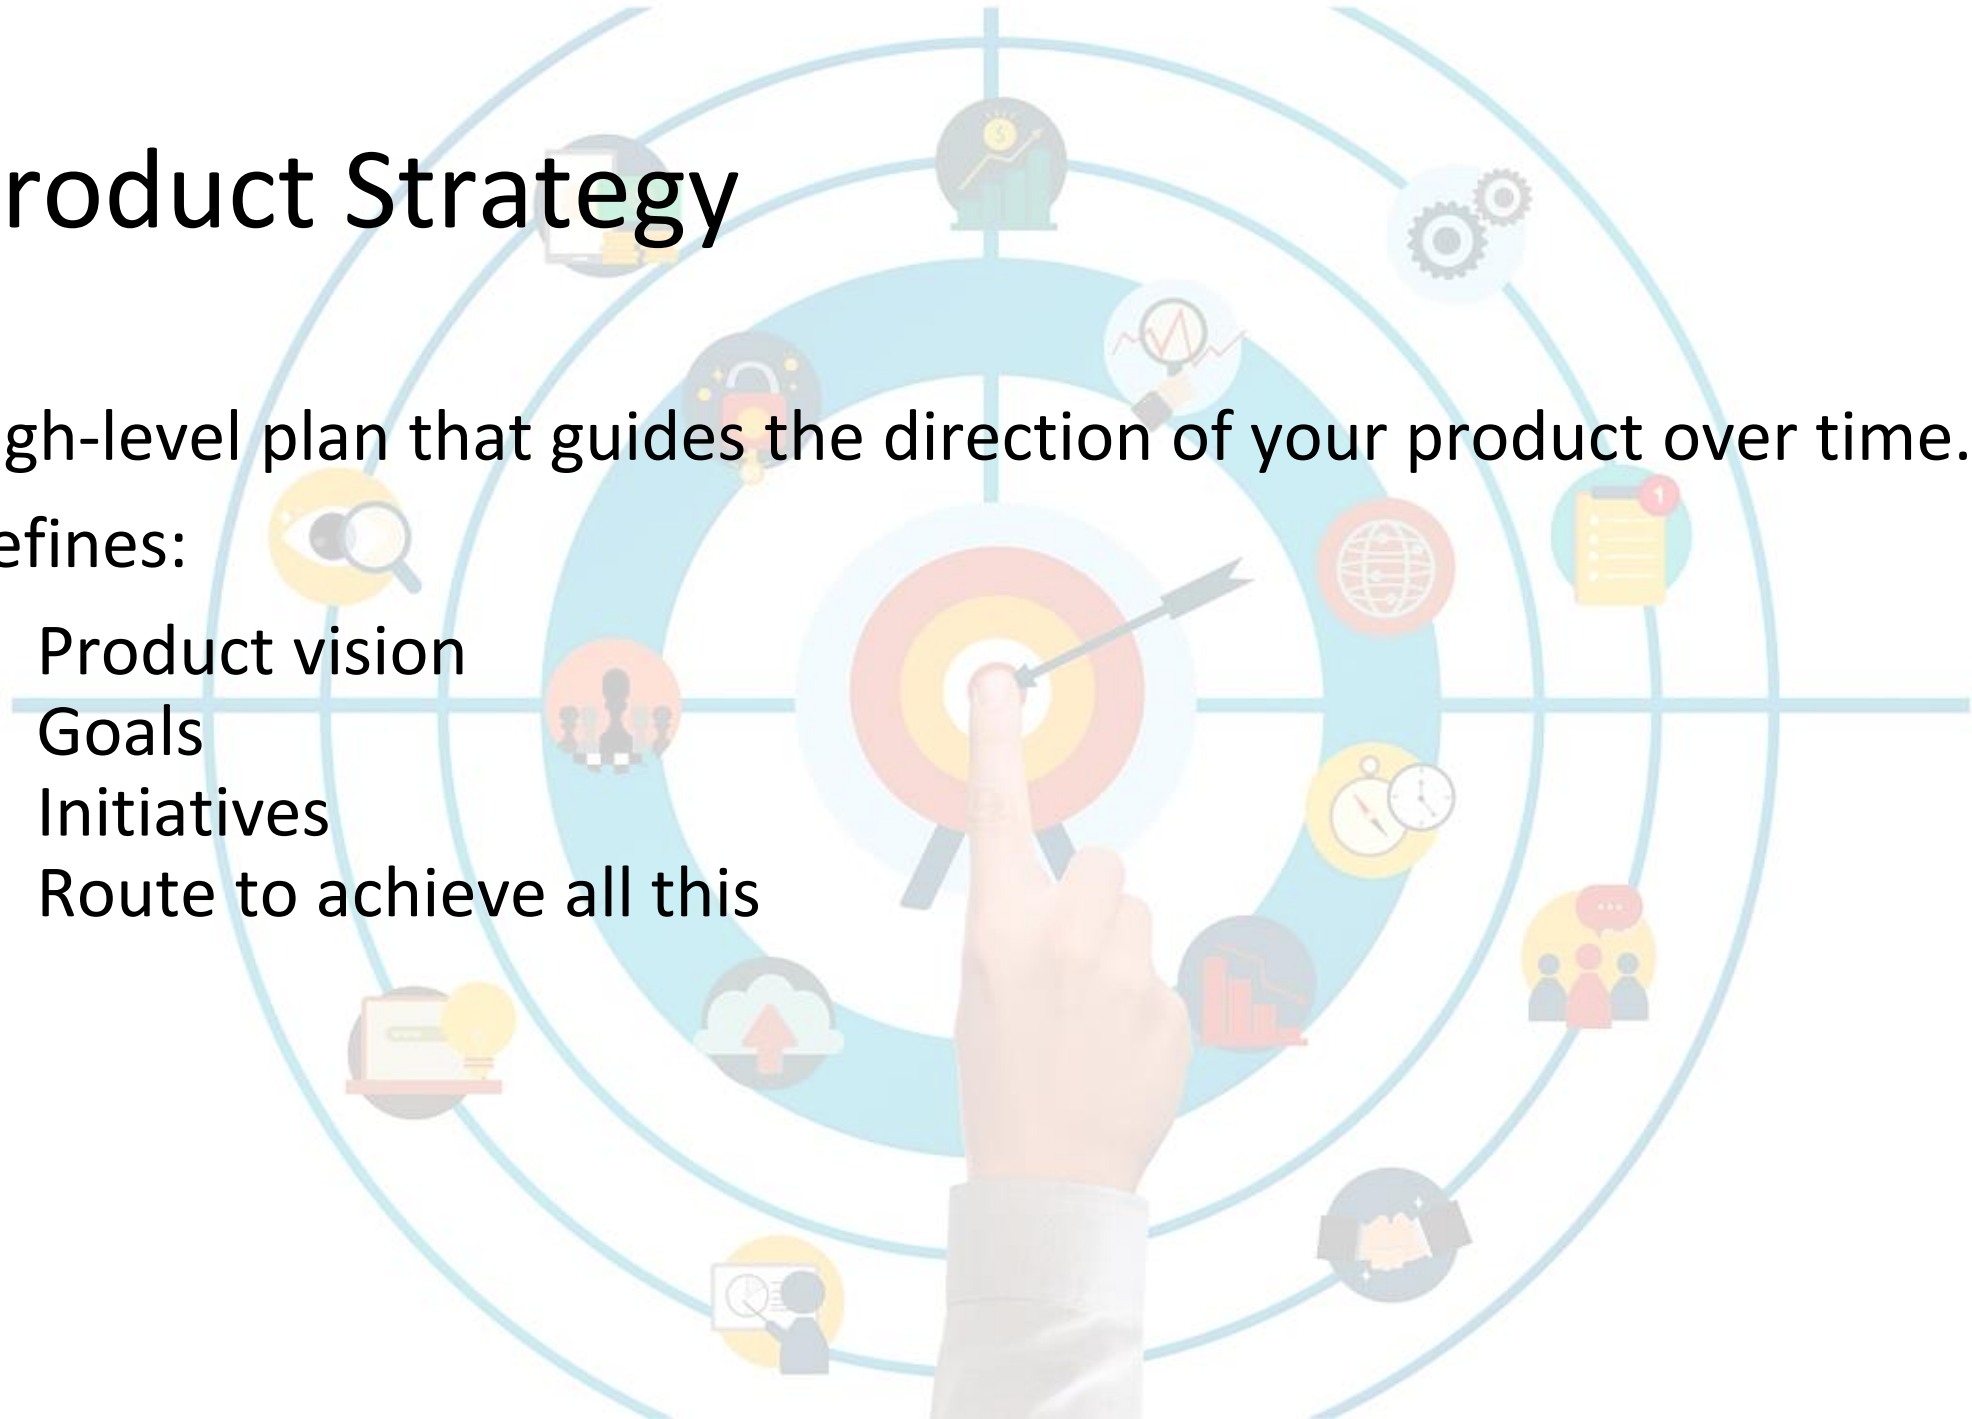 roduct Strategy
gh-level plan that guides the direction of your product over time.
efines:
Product vision
Goals
Initiatives
Route to achieve all this
1